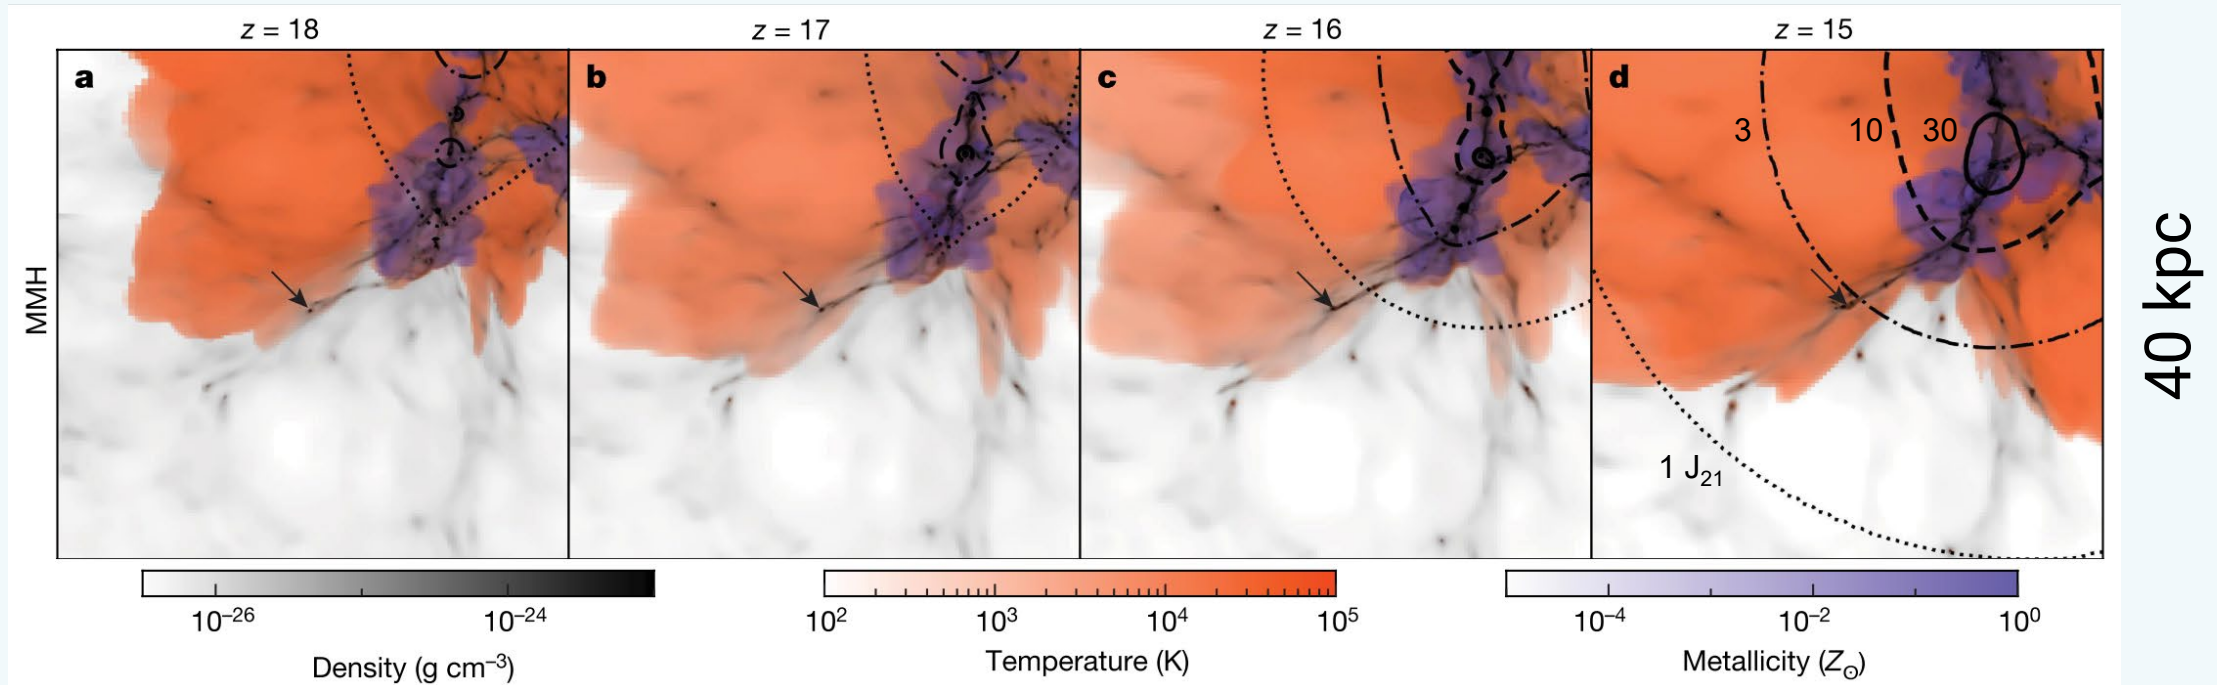 z = 18
z = 17
z = 16
z = 15
a
b
c
d
3
10
30
1 J₂₁
MMH
40 kpc
10⁻²⁶
10⁻²⁴
Density (g cm⁻³)
10²
10³
10⁴
10⁵
Temperature (K)
10⁻⁴
10⁻²
10⁰
Metallicity (Z☉)